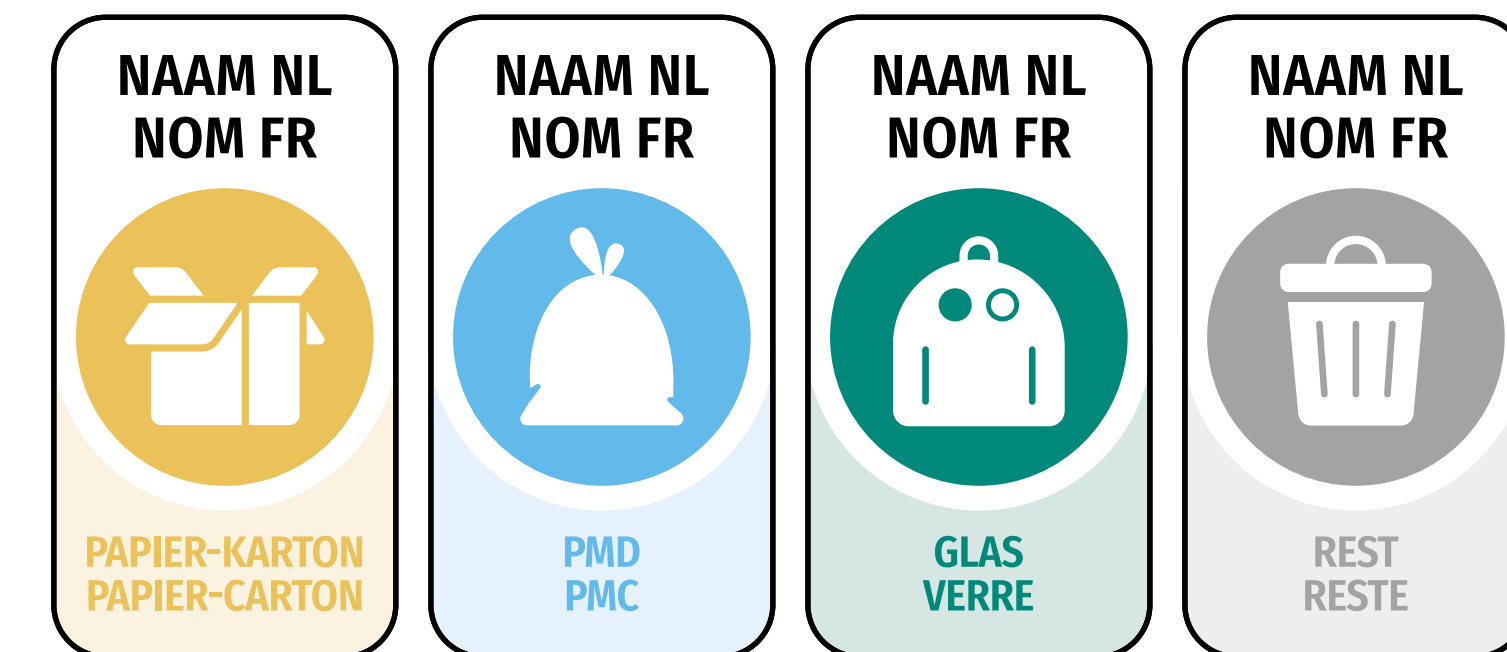 NAAM NL
NOM FR
PAPIER-KARTON
PAPIER-CARTON
NAAM NL
NOM FR
PMD
PMC
NAAM NL
NOM FR
GLAS
VERRE
NAAM NL
NOM FR
REST
RESTE